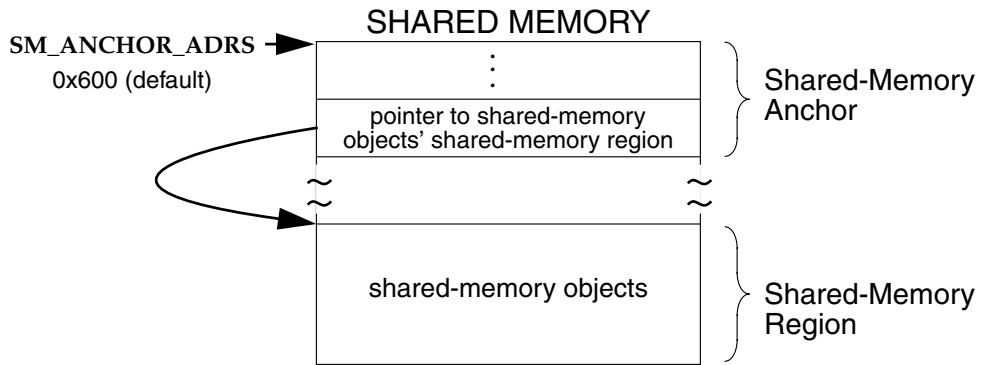 SHARED MEMORY
SM_ANCHOR_ADRS
0x600 (default)
pointer to shared-memory
objects’ shared-memory region
Shared-Memory
Anchor
shared-memory objects
Shared-Memory
Region